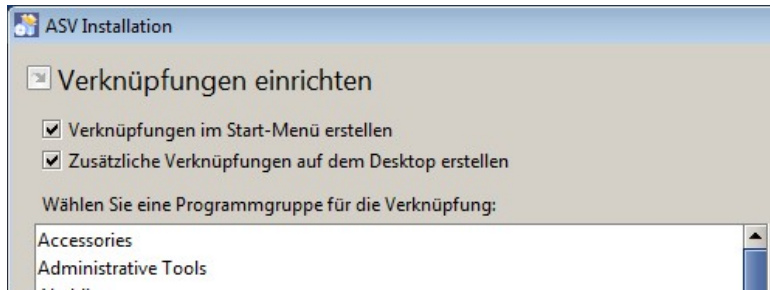 ASV Installation
Verknüpfungen einrichten
Verknüpfungen im Start-Menü erstellen
Zusätzliche Verknüpfungen auf dem Desktop erstellen
Wählen Sie eine Programmgruppe für die Verknüpfung:
Accessories
Administrative Tools